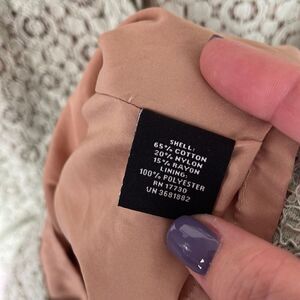 SHELL:
65% COTTON
20% NYLON
15% RAYON
LINING:
100% POLYESTER
RN 17730
UN 3681882